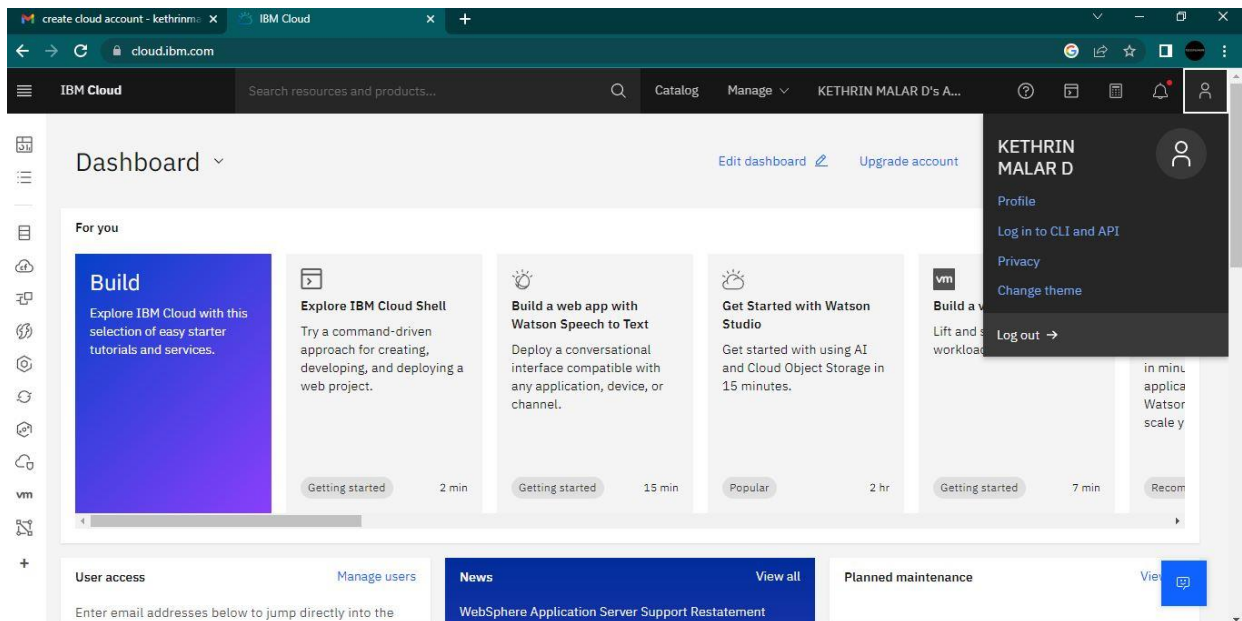 create cloud account - kethrinma
IBM Cloud
cloud.ibm.com
IBM Cloud
Search resources and products...
Catalog
Manage
KETHRIN MALAR D's A...
Dashboard
Edit dashboard
Upgrade account
KETHRIN
MALAR D
Profile
Log in to CLI and API
Privacy
Change theme
Log out →
For you
Build
Explore IBM Cloud with this
selection of easy starter
tutorials and services.
Explore IBM Cloud Shell
Try a command-driven
approach for creating,
developing, and deploying a
web project.
Getting started
2 min
Build a web app with
Watson Speech to Text
Deploy a conversational
interface compatible with
any application, device, or
channel.
Getting started
15 min
Get Started with Watson
Studio
Get started with using AI
and Cloud Object Storage in
15 minutes.
Popular
2 hr
vm
Build a v
Lift and s
workload
Getting started
7 min
in minu
applica
Watson
scale y
Recom
vm
User access
Manage users
Enter email addresses below to jump directly into the
News
View all
WebSphere Application Server Support Restatement
Planned maintenance
View